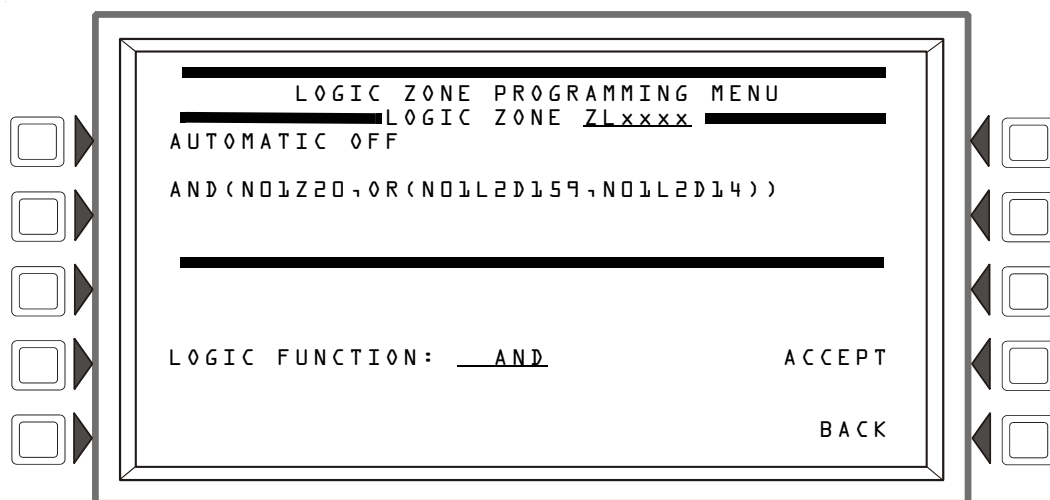 LOGIC ZONE PROGRAMMING MENU
LOGIC ZONE ZLxxxx
AUTOMATIC OFF
AND(N01Z20,OR(N01L2D159,N01L2D14))
LOGIC FUNCTION: AND
ACCEPT
BACK